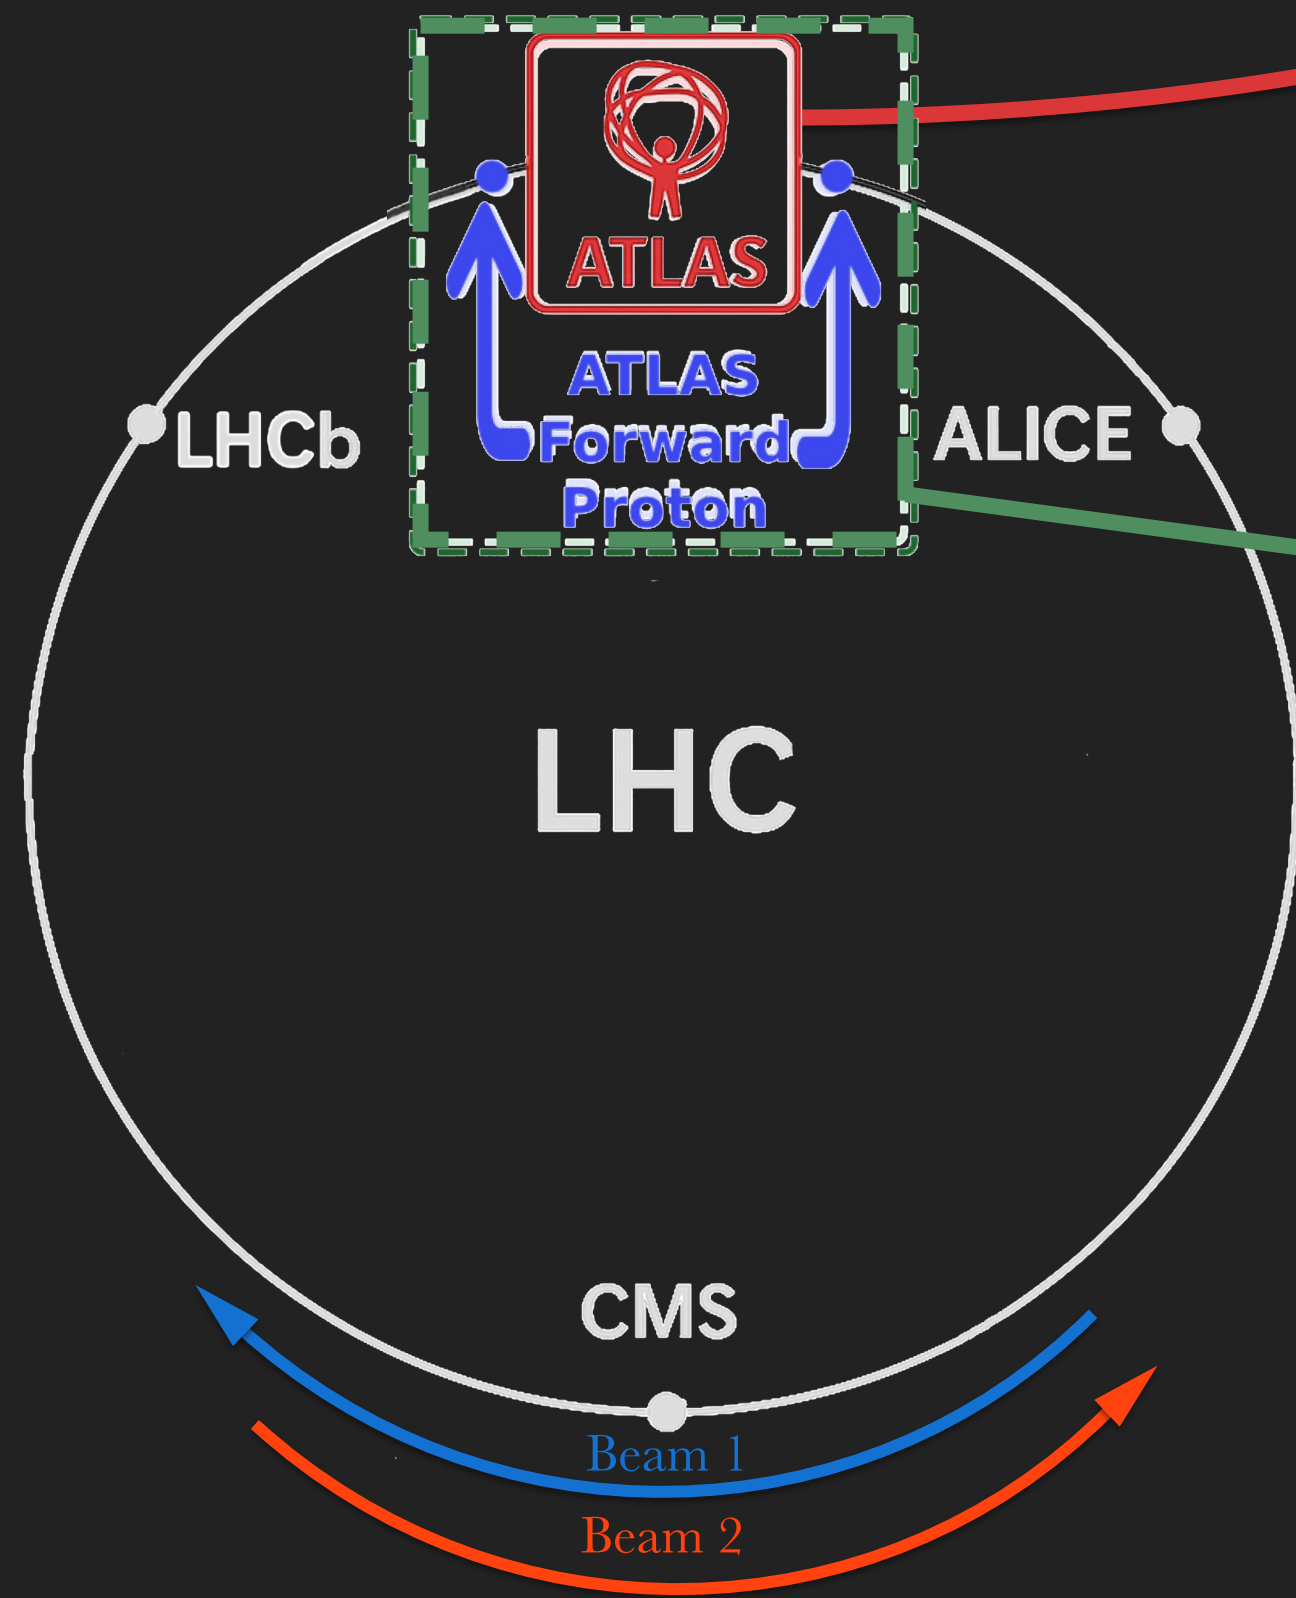 ATLAS
ATLAS
Forward
Proton
LHCb
ALICE
LHC
CMS
Beam 1
Beam 2